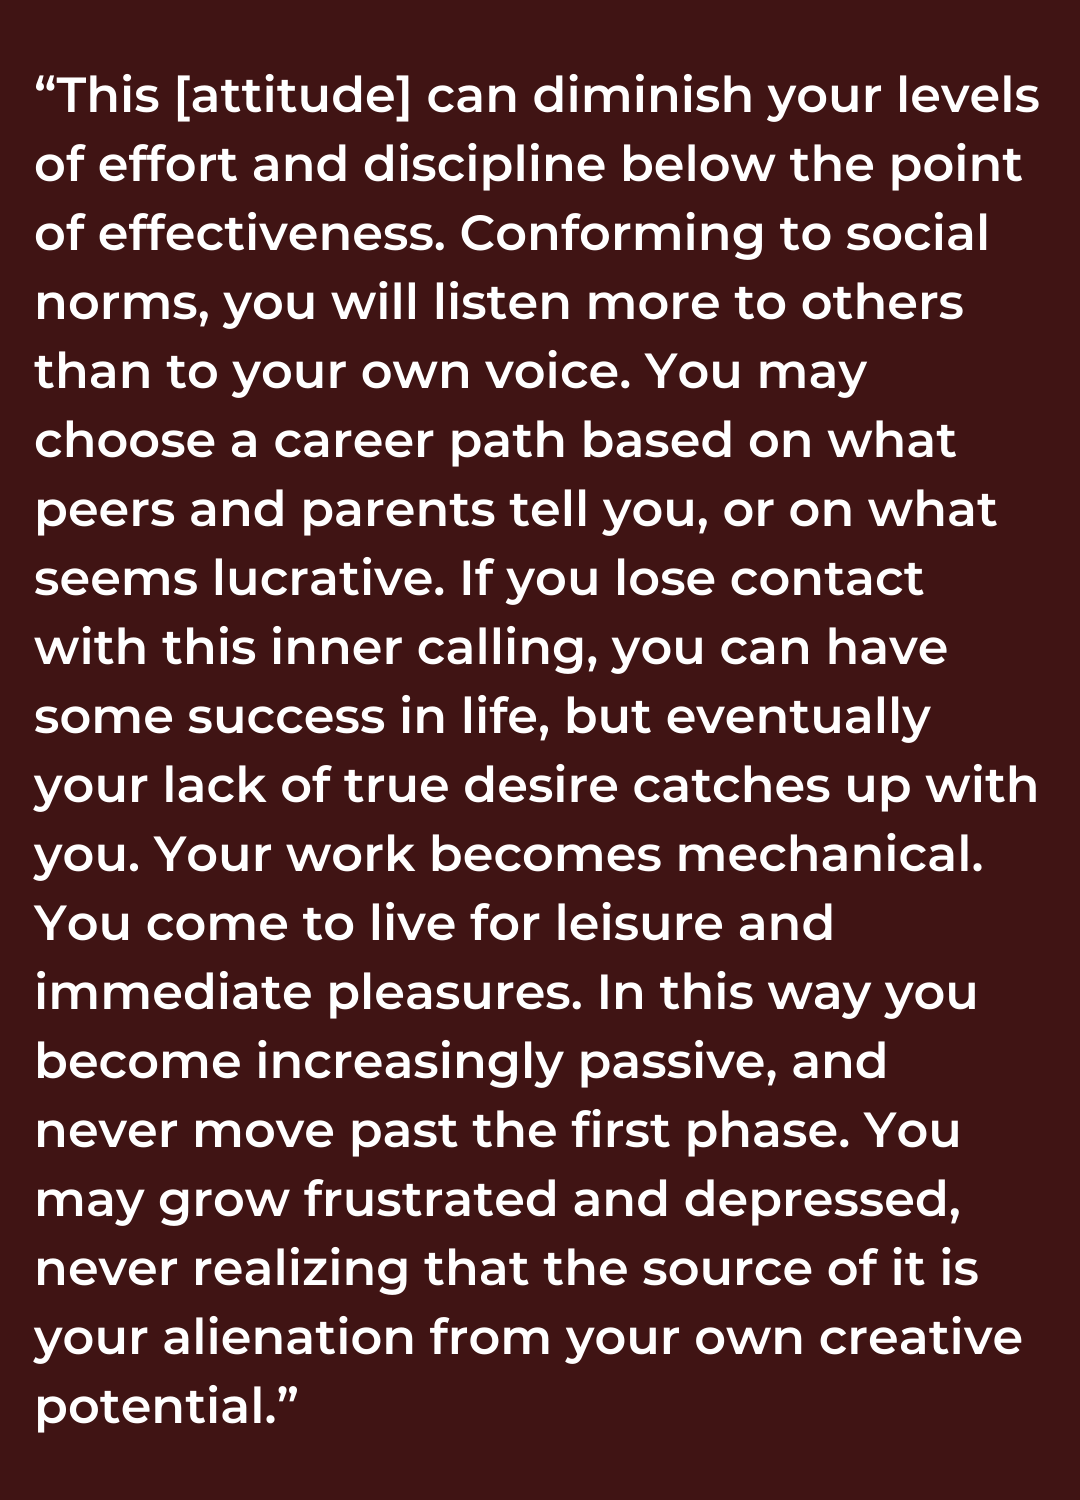 “This [attitude] can diminish your levels
of effort and discipline below the point
of effectiveness. Conforming to social
norms, you will listen more to others
than to your own voice. You may
choose a career path based on what
peers and parents tell you, or on what
seems lucrative. If you lose contact
with this inner calling, you can have
some success in life, but eventually
your lack of true desire catches up with
you. Your work becomes mechanical.
You come to live for leisure and
immediate pleasures. In this way you
become increasingly passive, and
never move past the first phase. You
may grow frustrated and depressed,
never realizing that the source of it is
your alienation from your own creative
potential.”